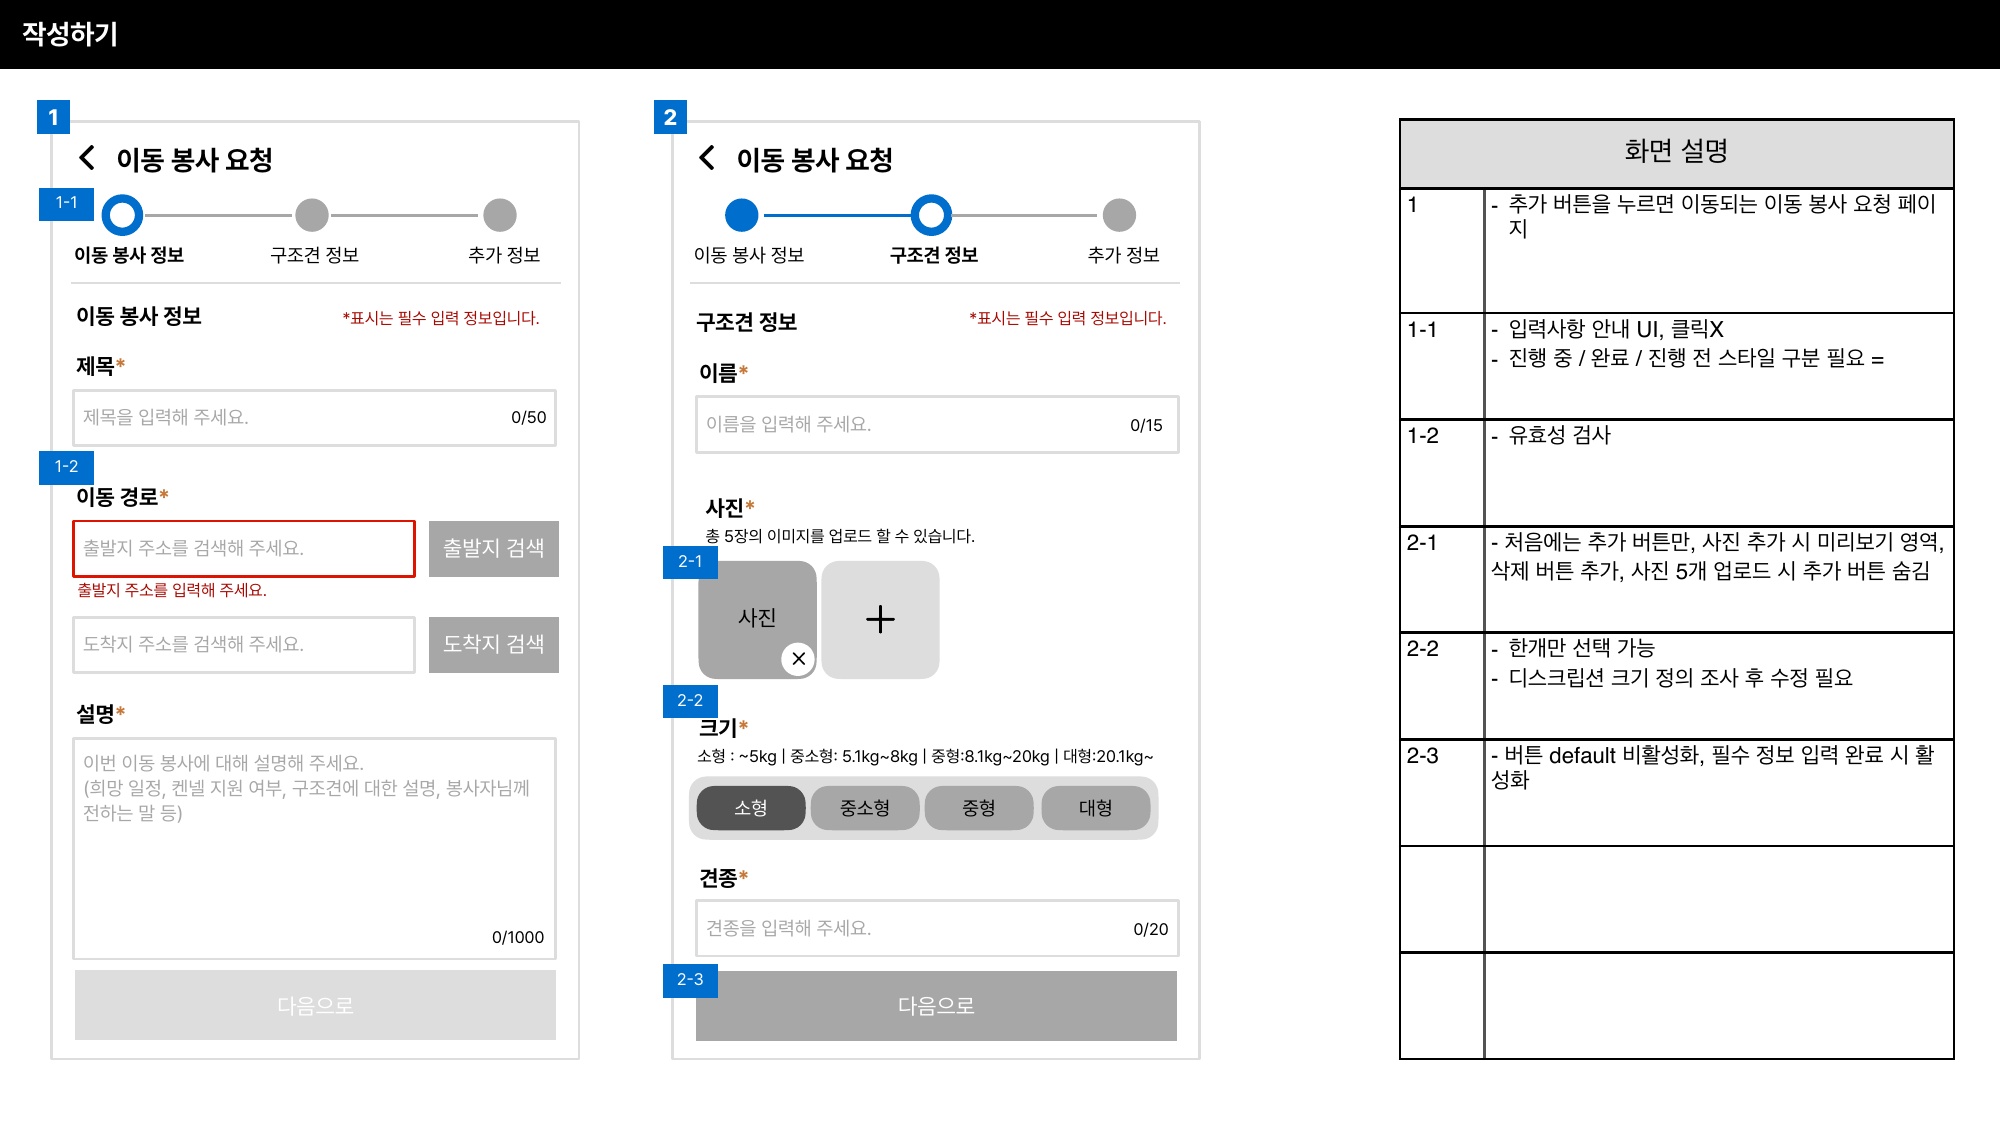 작성하기
1
이동 봉사 요청
1-1
이동 봉사 정보
구조견 정보
추가 정보
이동 봉사 정보
*표시는 필수 입력 정보입니다.
제목*
제목을 입력해 주세요.
0/50
1-2
이동 경로*
출발지 주소를 검색해 주세요.
출발지 검색
출발지 주소를 입력해 주세요.
도착지 주소를 검색해 주세요.
도착지 검색
설명*
이번 이동 봉사에 대해 설명해 주세요.
(희망 일정, 켄넬 지원 여부, 구조견에 대한 설명, 봉사자님께
전하는 말 등)
0/1000
다음으로
2
이동 봉사 요청
이동 봉사 정보
구조견 정보
추가 정보
구조견 정보
*표시는 필수 입력 정보입니다.
이름*
이름을 입력해 주세요.
0/15
사진*
총 5장의 이미지를 업로드 할 수 있습니다.
2-1
사진
2-2
크기*
소형 : ~5kg | 중소형: 5.1kg~8kg | 중형:8.1kg~20kg | 대형:20.1kg~
소형
중소형
중형
대형
견종*
견종을 입력해 주세요.
0/20
2-3
다음으로
화면 설명
1
- 추가 버튼을 누르면 이동되는 이동 봉사 요청 페이
지
1-1
- 입력사항 안내 UI, 클릭X
- 진행 중 / 완료 / 진행 전 스타일 구분 필요 =
1-2
- 유효성 검사
2-1
- 처음에는 추가 버튼만, 사진 추가 시 미리보기 영역,
삭제 버튼 추가, 사진 5개 업로드 시 추가 버튼 숨김
2-2
- 한개만 선택 가능
- 디스크립션 크기 정의 조사 후 수정 필요
2-3
- 버튼 default 비활성화, 필수 정보 입력 완료 시 활
성화